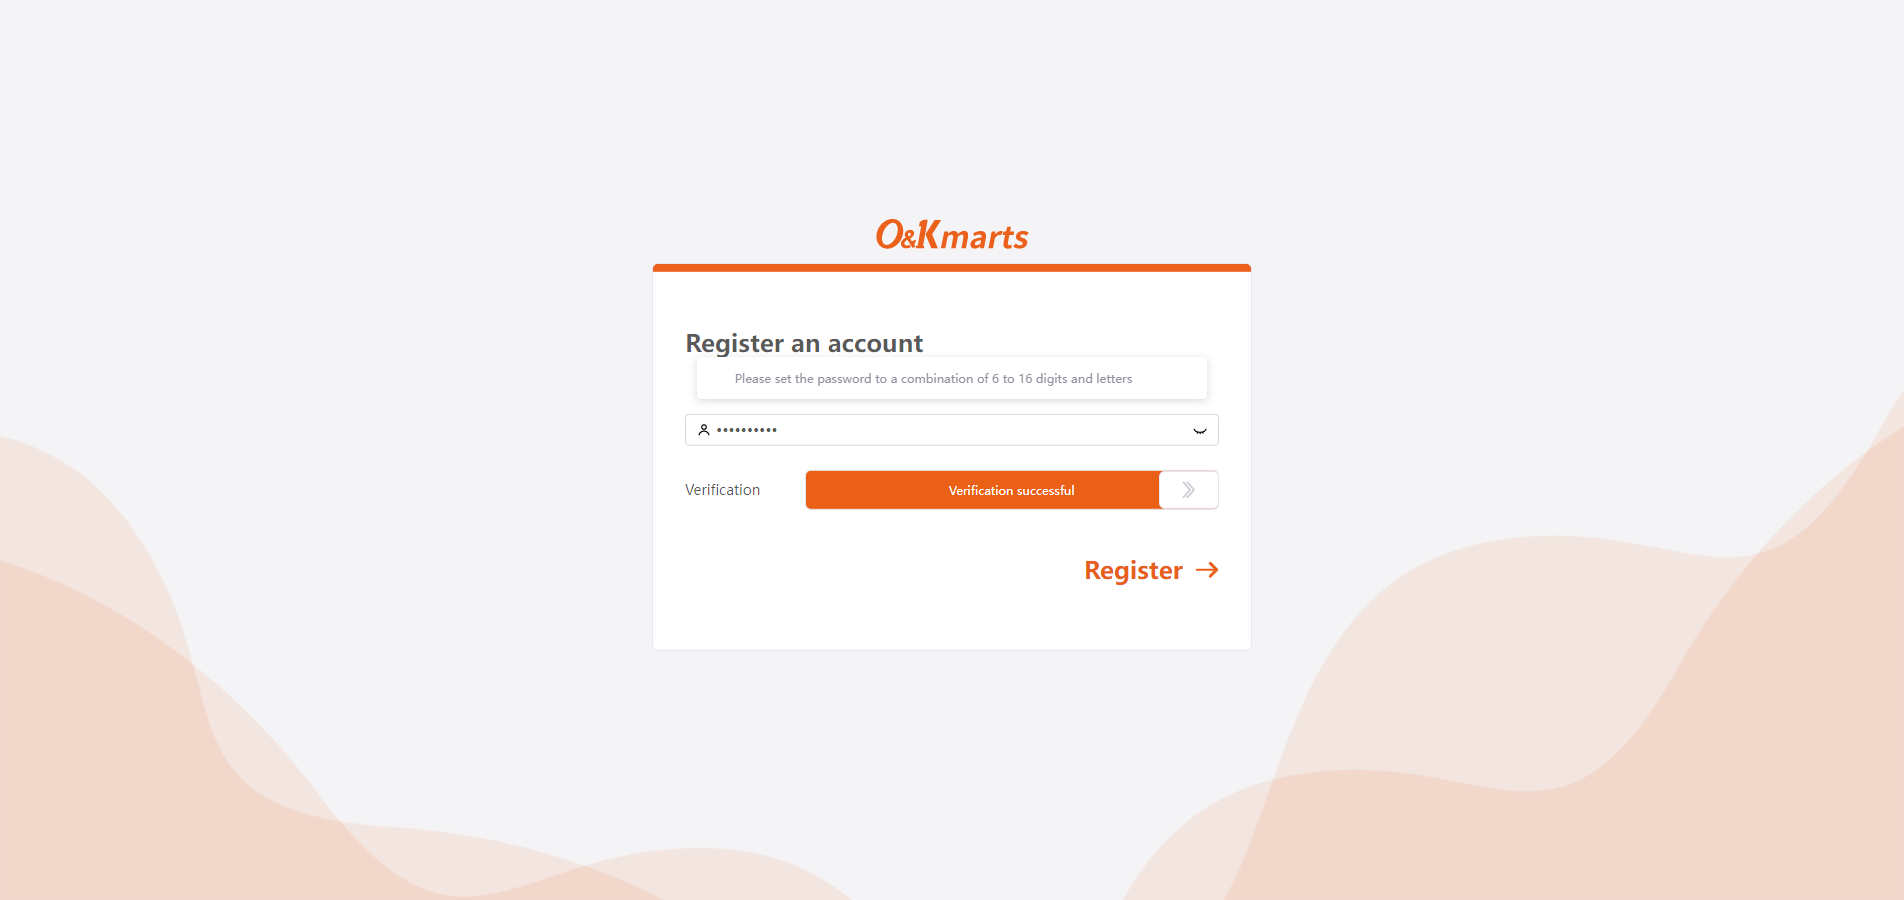 O&Kmarts
Register an account
Please set the password to a combination of 6 to 16 digits and letters
••••••••••
Verification
Verification successful
Register